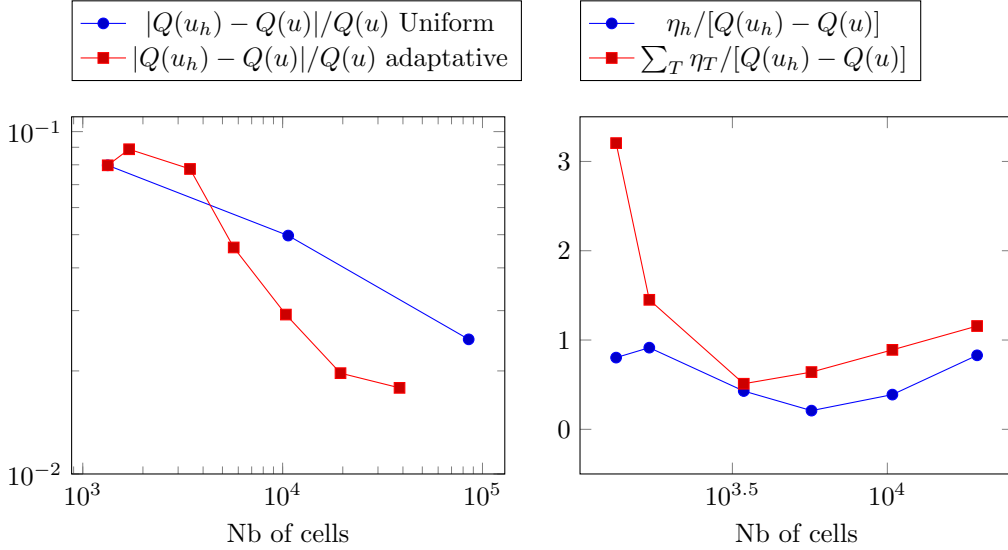 |Q(u_h) − Q(u)|/Q(u) Uniform
|Q(u_h) − Q(u)|/Q(u) adaptative
10^−1
10^−2
10^3
10^4
10^5
Nb of cells
η_h/[Q(u_h) − Q(u)]
∑_T η_T/[Q(u_h) − Q(u)]
3
2
1
0
10^3.5
10^4
Nb of cells